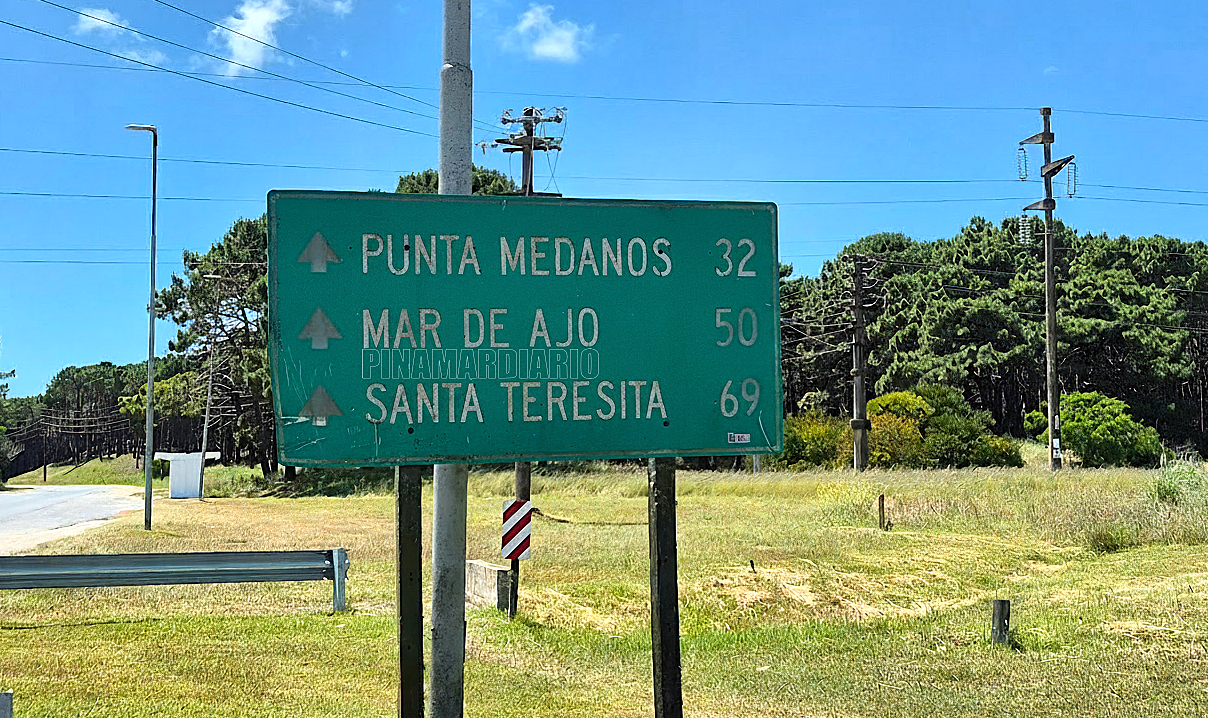 PUNTA MEDANOS 32
MAR DE AJO 50
PINAMARDIARIO
SANTA TERESITA 69